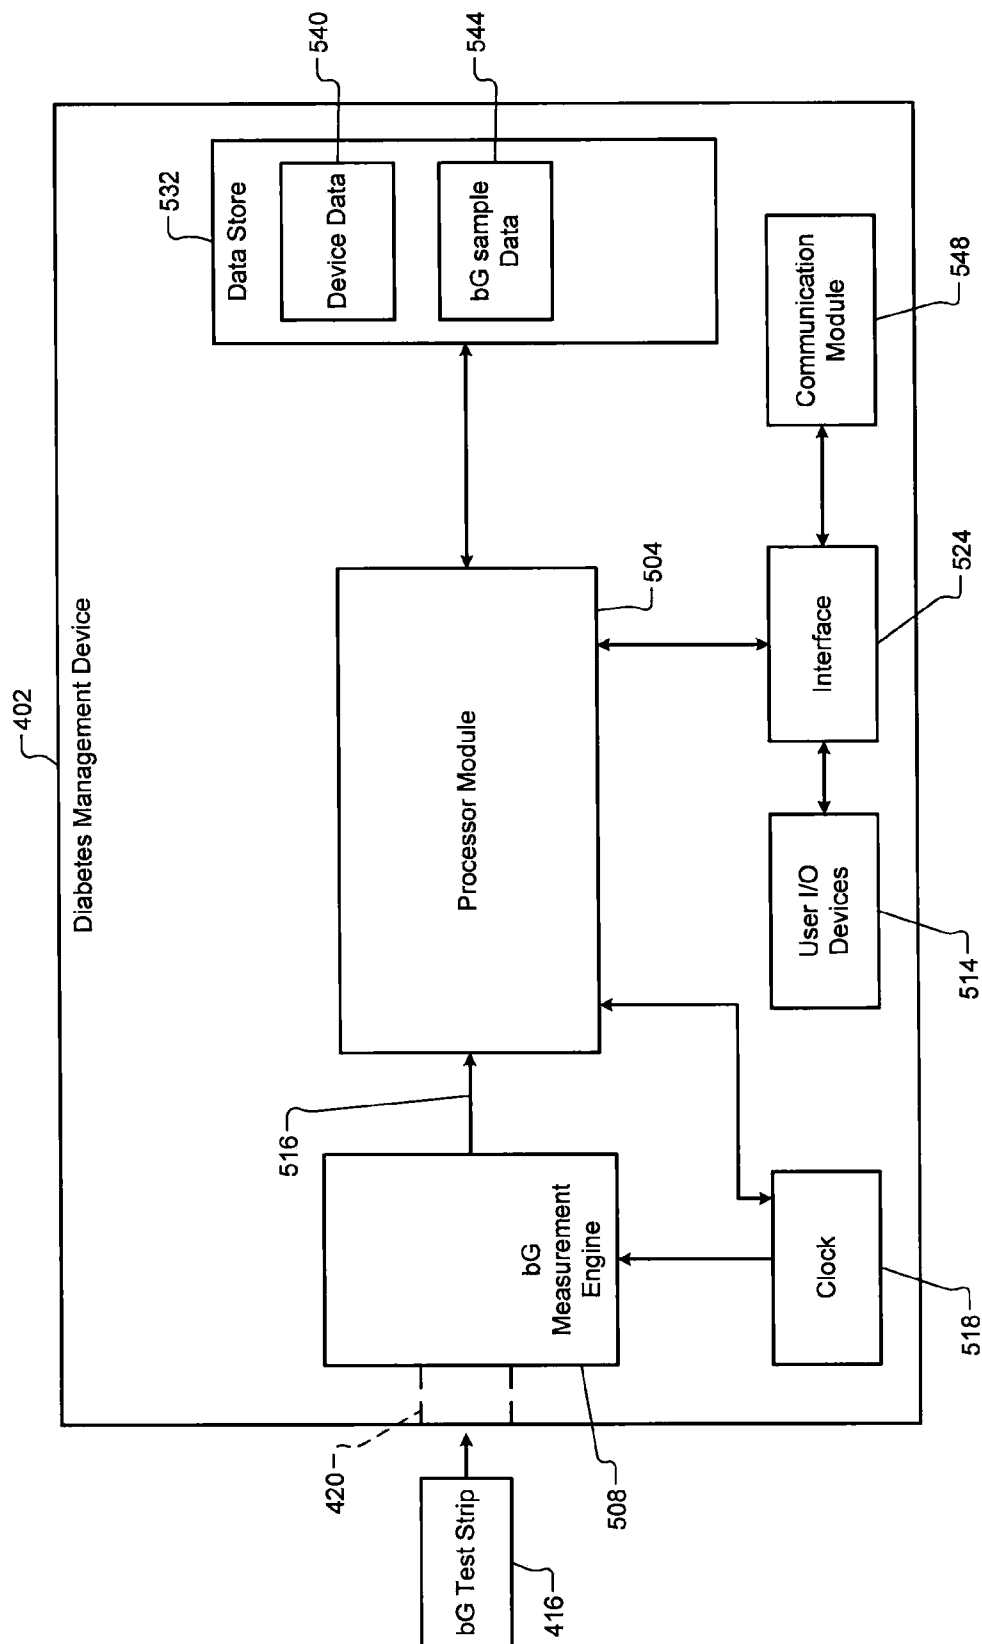 402
Diabetes Management Device
532
Data Store
540
Device Data
544
bG sample
Data
516
Processor Module
504
420
bG Test Strip
416
bG
Measurement
Engine
508
Clock
518
User I/O
Devices
514
Interface
524
Communication
Module
548